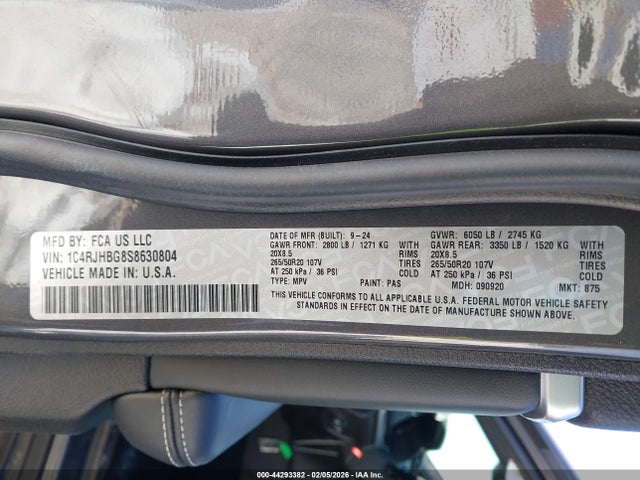 MFD BY: FCA US LLC
VIN: 1C4RJHBG8S8630804
VEHICLE MADE IN U.S.A.
DATE OF MFR (BUILT): 9-24
GAWR FRONT: 2800 LB / 1271 KG WITH
20X8.5 RIMS
265/50R20 107V TIRES
AT 250 kPa / 36 PSI COLD
TYPE: MPV PAINT: PAS
GVWR: 6050 LB / 2745 KG
GAWR REAR: 3350 LB / 1520 KG WITH
20X8.5 RIMS
265/50R20 107V TIRES
AT 250 kPa / 36 PSI COLD
MDH: 090920 MKT: 875
THIS VEHICLE CONFORMS TO ALL APPLICABLE U.S.A. FEDERAL MOTOR VEHICLE SAFETY
STANDARDS IN EFFECT ON THE DATE OF MANUFACTURE SHOWN ABOVE.
000-44293382 - 02/05/2026 - IAAI.COM